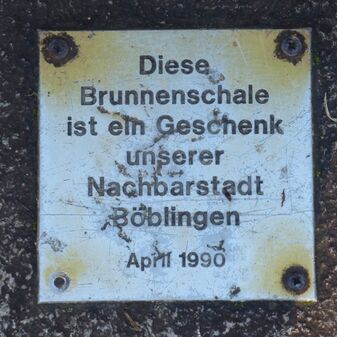 Diese
Brunnenschale
ist ein Geschenk
unserer
Nachbarstadt
Böblingen
April 1990